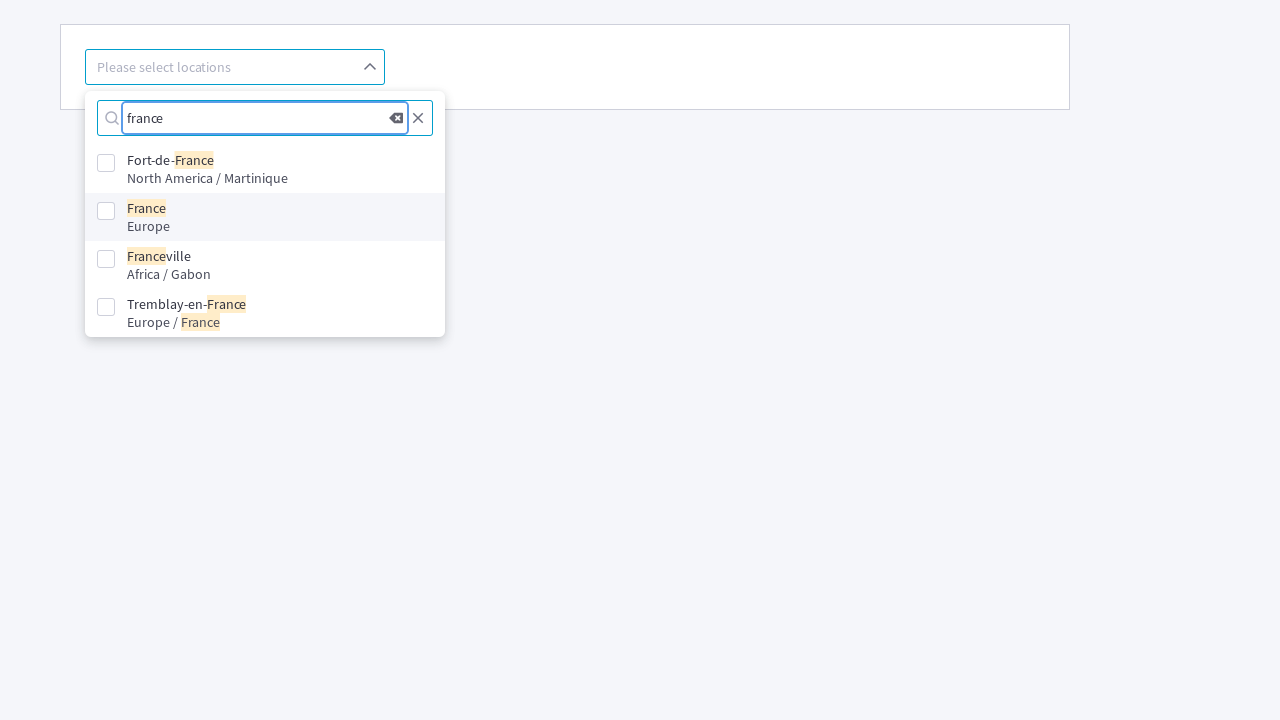 Please select locations
france
Fort-de-France
North America / Martinique
France
Europe
Franceville
Africa / Gabon
Tremblay-en-France
Europe / France